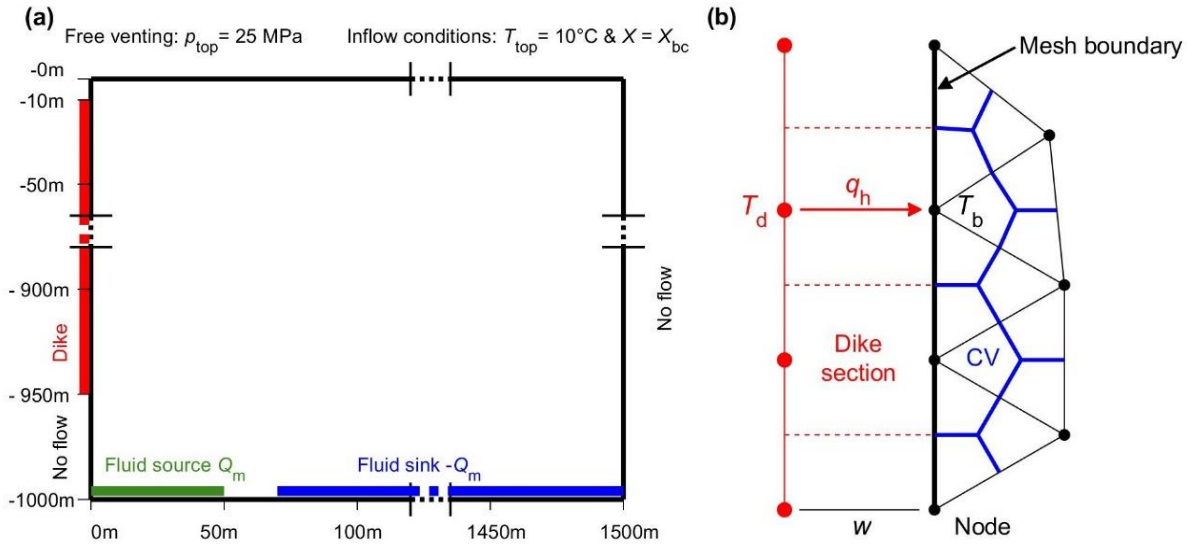 (a)
Free venting: p_top = 25 MPa
Inflow conditions: T_top = 10°C & X = X_bc
-0m
-10m
-50m
- 900m
- 950m
-1000m
Dike
No flow
No flow
Fluid source Q_m
Fluid sink -Q_m
0m
50m
100m
1450m
1500m
(b)
Mesh boundary
q_h
T_d
T_b
Dike
section
CV
w
Node